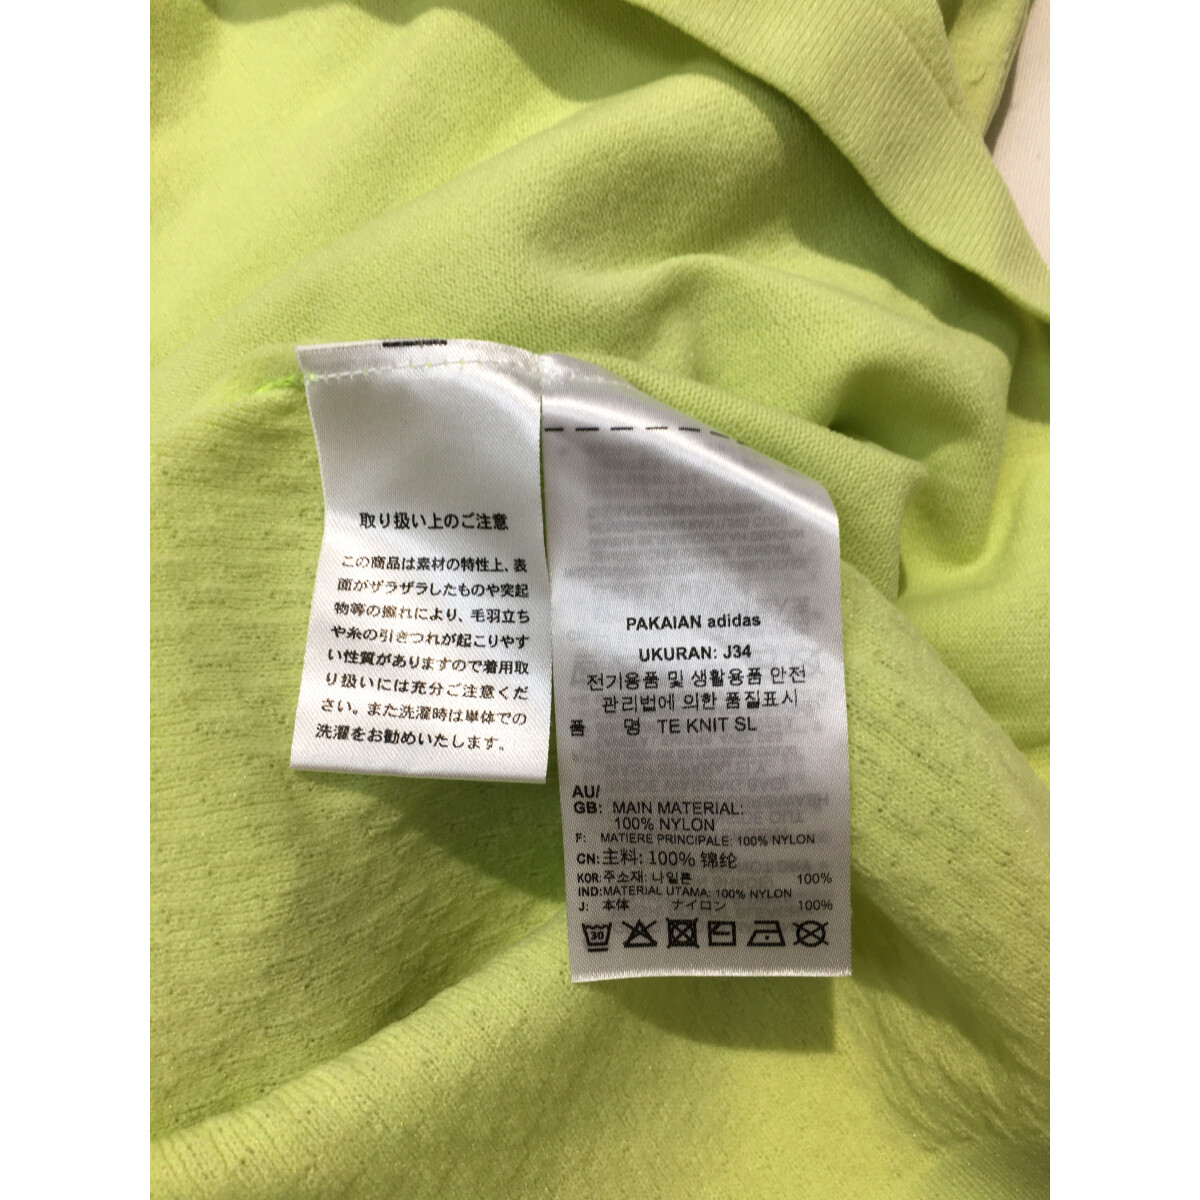 取り扱い上のご注意
この商品は素材の特性上、表
面がザラザラしたものや突起
物等の擦れにより、毛羽立ち
や糸の引きつれが起こりやす
い性質がありますので着用取
り扱いには充分ご注意くだ
さい。また洗濯時は単体での
洗濯をお勧めいたします。
PAKAIAN adidas
UKURAN: J34
전기용품 및 생활용품 안전
관리법에 의한 품질표시
품 명 TE KNIT SL
AU/
GB: MAIN MATERIAL:
100% NYLON
F: MATIERE PRINCIPALE: 100% NYLON
CN: 主料: 100% 锦纶
KOR: 주소재: 나일론 100%
IND: MATERIAL UTAMA: 100% NYLON
J: 本体 ナイロン 100%
30